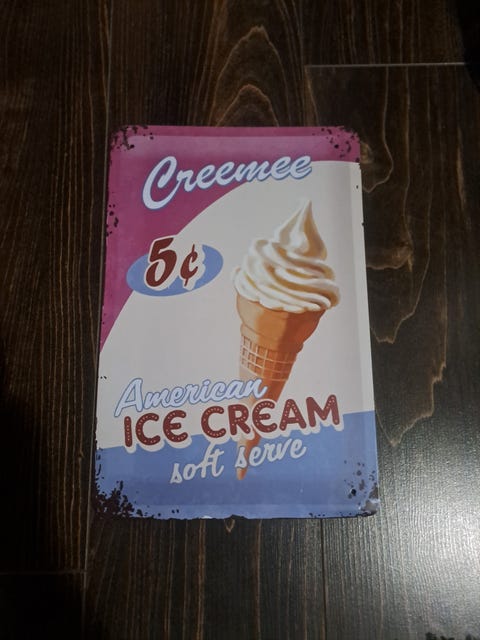 Creemee
5¢
American
ICE CREAM
soft serve